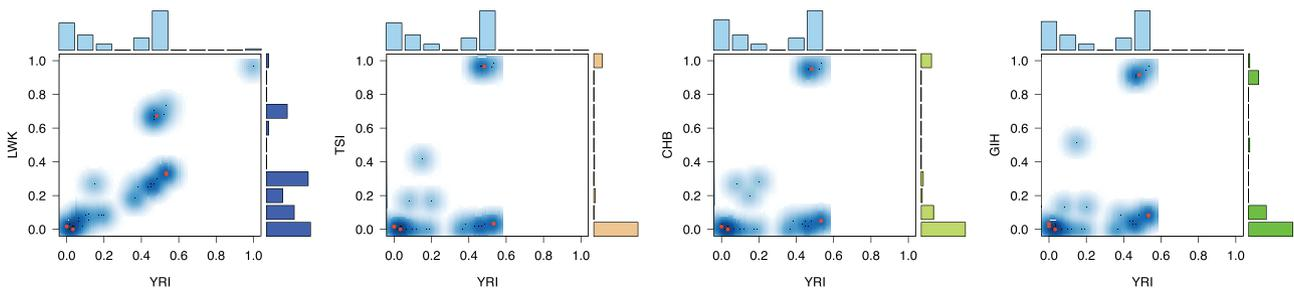 1.0 1.0 1.0 1.0
0.8 0.8 0.8 0.8
LWK 0.6 TSI 0.6 CHB 0.6 GIH 0.6
0.4 0.4 0.4 0.4
0.2 0.2 0.2 0.2
0.0 0.0 0.0 0.0
0.0 0.2 0.4 0.6 0.8 1.0 0.0 0.2 0.4 0.6 0.8 1.0 0.0 0.2 0.4 0.6 0.8 1.0 0.0 0.2 0.4 0.6 0.8 1.0
YRI YRI YRI YRI